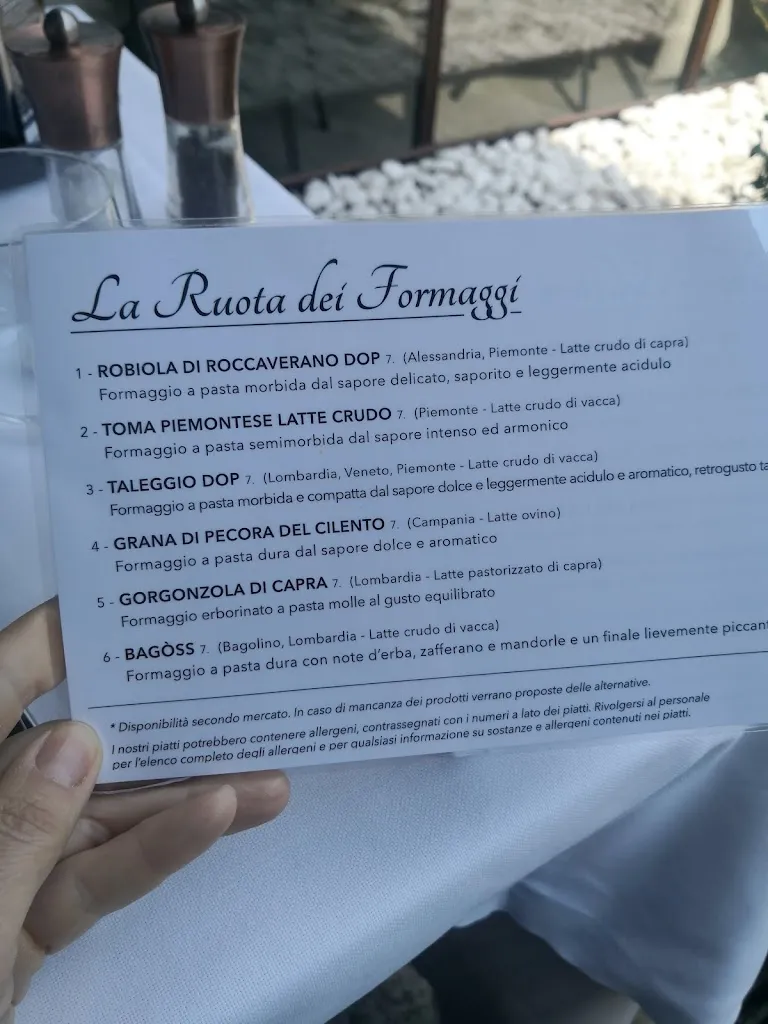 La Ruota dei Formaggi
1 - ROBIOLA DI ROCCAVERANO DOP 7. (Alessandria, Piemonte - Latte crudo di capra)
Formaggio a pasta morbida dal sapore delicato, saporito e leggermente acidulo
2 - TOMA PIEMONTESE LATTE CRUDO 7. (Piemonte - Latte crudo di vacca)
Formaggio a pasta semimorbida dal sapore intenso ed armonico
3 - TALEGGIO DOP 7. (Lombardia, Veneto, Piemonte - Latte crudo di vacca)
Formaggio a pasta morbida e compatta dal sapore dolce e leggermente acidulo e aromatico, retrogusto
4 - GRANA DI PECORA DEL CILENTO 7. (Campania - Latte ovino)
Formaggio a pasta dura dal sapore dolce e aromatico
5 - GORGONZOLA DI CAPRA 7. (Lombardia - Latte pastorizzato di capra)
Formaggio erborinato a pasta molle al gusto equilibrato
6 - BAGÒSS 7. (Bagolino, Lombardia - Latte crudo di vacca)
Formaggio a pasta dura con note d'erba, zafferano e mandorle e un finale lievemente
* Disponibilità secondo mercato. In caso di mancanza dei prodotti verrano proposte delle alternative.
I nostri piatti potrebbero contenere allergeni, contrassegnati con i numeri a lato dei piatti. Rivolgersi al personale
per l'elenco completo degli allergeni e per qualsiasi informazione su sostanze e allergeni contenuti nei piatti.